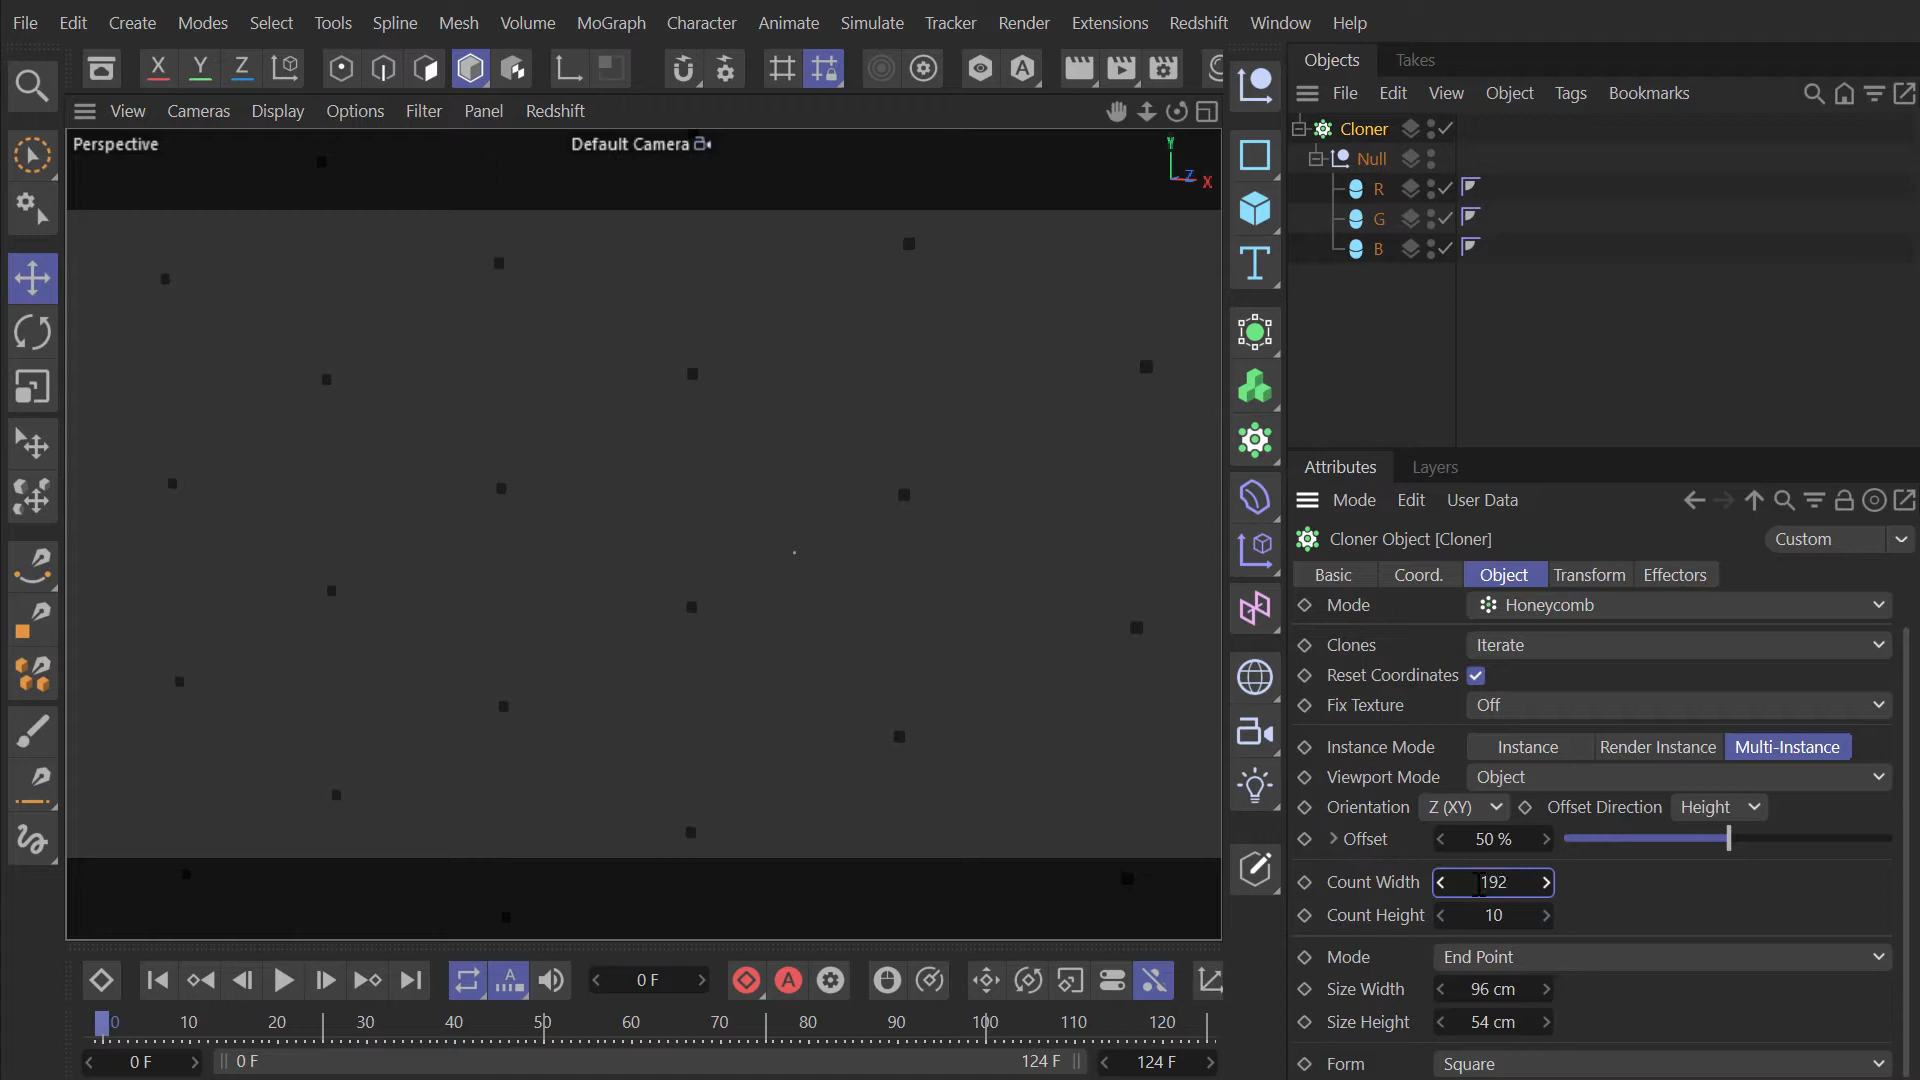 File Edit Create Modes Select Tools Spline Mesh Volume MoGraph Character Animate Simulate Tracker Render Extensions Redshift Window Help
X Y Z A
Objects Takes
View Cameras Display Options Filter Panel Redshift
File Edit View Object Tags Bookmarks
Perspective
Default Camera
Y
Z X
Cloner
Null
R
G
B
T
Attributes Layers
Mode Edit User Data
Cloner Object [Cloner]
Custom
Basic Coord. Object Transform Effectors
Mode Honeycomb
Clones Iterate
Reset Coordinates
Fix Texture Off
Instance Mode Instance Render Instance Multi-Instance
Viewport Mode Object
Orientation Z (XY) Offset Direction Height
Offset 50 %
Count Width 192
Count Height 10
Mode End Point
Size Width 96 cm
Size Height 54 cm
Form Square
A 0 F A
0 10 20 30 40 50 60 70 80 90 100 110 120
0 F 0 F 124 F 124 F